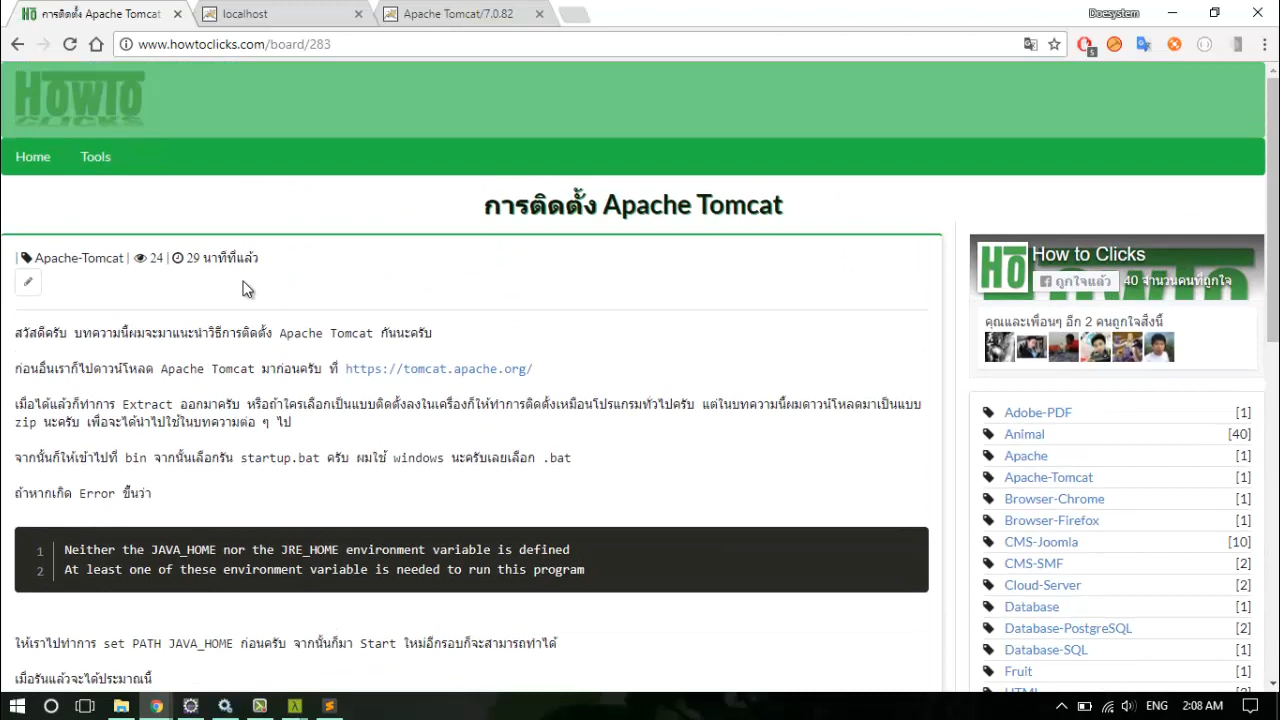 การติดตั้ง Apache Tomcat
localhost
Apache Tomcat/7.0.82
Doesystem
www.howtoclicks.com/board/283
HowTo
CLICKS
Home Tools
การติดตั้ง Apache Tomcat
| Apache-Tomcat | 24 | 29 นาทีที่แล้ว
สวัสดีครับ บทความนี้ผมจะมาแนะนำวิธีการติดตั้ง Apache Tomcat กันนะครับ
ก่อนอื่นเราก็ไปดาวน์โหลด Apache Tomcat มาก่อนครับ ที่ https://tomcat.apache.org/
เมื่อได้แล้วก็ทำการ Extract ออกมาครับ หรือถ้าใครเลือกเป็นแบบติดตั้งลงในเครื่องก็ให้ทำการติดตั้งเหมือนโปรแกรมทั่วไปครับ แต่ในบทความนี้ผมดาวน์โหลดมาเป็นแบบ
zip นะครับ เพื่อจะได้นำไปใช้ในบทความต่อ ๆ ไป
จากนั้นก็ให้เข้าไปที่ bin จากนั้นเลือกรัน startup.bat ครับ ผมใช้ windows นะครับเลยเลือก .bat
ถ้าหากเกิด Error ขึ้นว่า
1 Neither the JAVA_HOME nor the JRE_HOME environment variable is defined
2 At least one of these environment variable is needed to run this program
ให้เราไปทำการ set PATH JAVA_HOME ก่อนครับ จากนั้นก็มา Start ใหม่อีกรอบก็จะสามารถทำได้
เมื่อรันแล้วจะได้ประมาณนี้
HO
How to Clicks
ถูกใจแล้ว 40 จำนวนคนที่ถูกใจ
คุณและเพื่อนๆ อีก 2 คนถูกใจสิ่งนี้
Adobe-PDF [1]
Animal [40]
Apache [1]
Apache-Tomcat [1]
Browser-Chrome [1]
Browser-Firefox [1]
CMS-Joomla [10]
CMS-SMF [2]
Cloud-Server [2]
Database [1]
Database-PostgreSQL [2]
Database-SQL [1]
Fruit [1]
ENG 2:08 AM